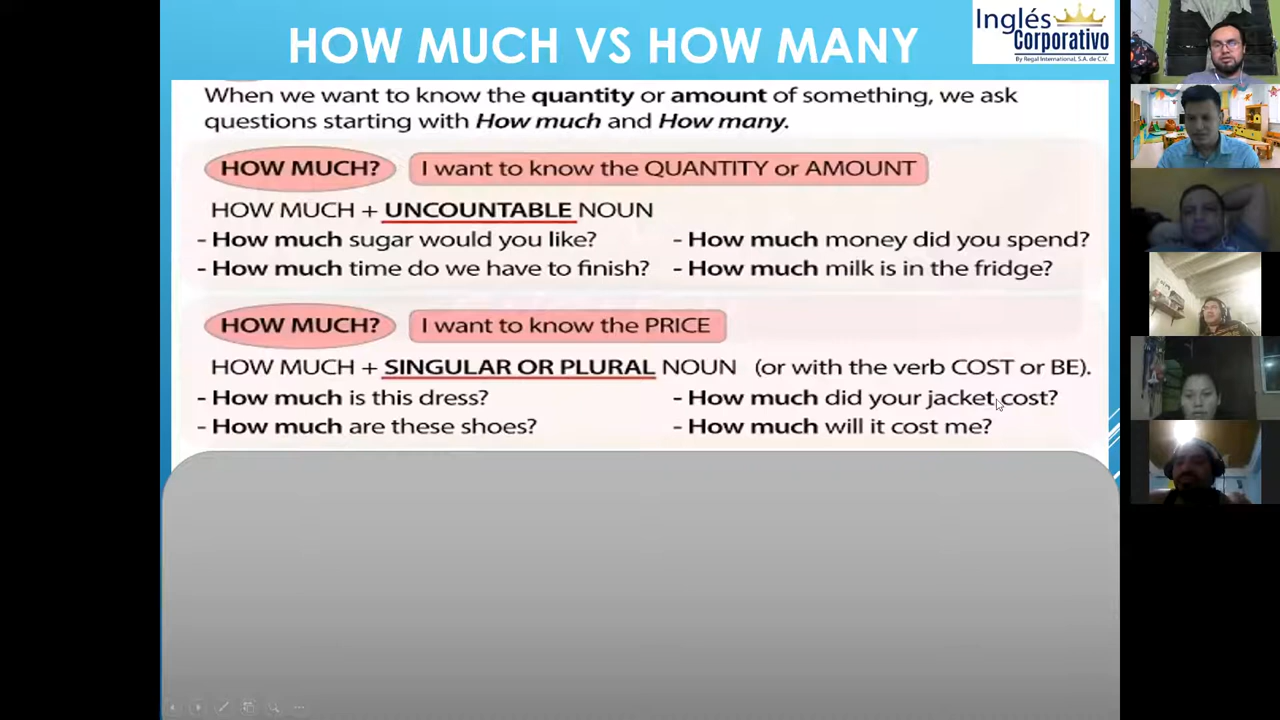 HOW MUCH VS HOW MANY
Inglés
Corporativo
By Regal International, S.A. de C.V.
When we want to know the quantity or amount of something, we ask
questions starting with How much and How many.
HOW MUCH? I want to know the QUANTITY or AMOUNT
HOW MUCH + UNCOUNTABLE NOUN
- How much sugar would you like? - How much money did you spend?
- How much time do we have to finish? - How much milk is in the fridge?
HOW MUCH? I want to know the PRICE
HOW MUCH + SINGULAR OR PLURAL NOUN (or with the verb COST or BE).
- How much is this dress? - How much did your jacket cost?
- How much are these shoes? - How much will it cost me?